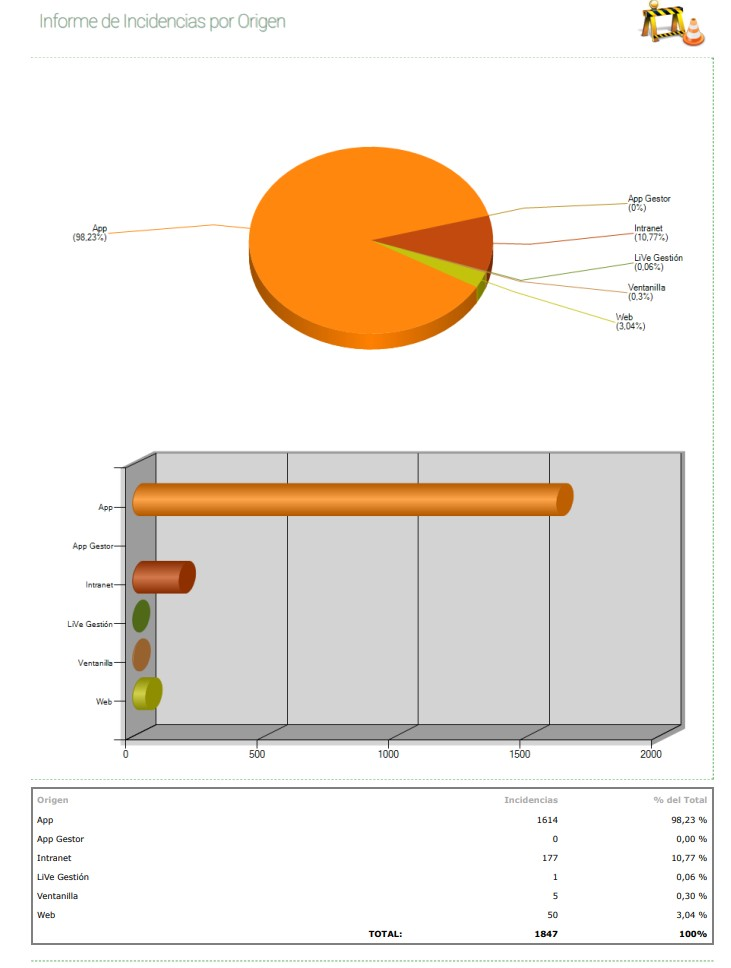 Informe de Incidencias por Origen
App Gestor
(0%)
App
(98,23%)
Intranet
(10,77%)
LiVe Gestión
(0,06%)
Ventanilla
(0,3%)
Web
(3,04%)
App
App Gestor
Intranet
LiVe Gestión
Ventanilla
Web
0 500 1000 1500 2000
Origen Incidencias % del Total
App 1614 98,23 %
App Gestor 0 0,00 %
Intranet 177 10,77 %
LiVe Gestión 1 0,06 %
Ventanilla 5 0,30 %
Web 50 3,04 %
TOTAL: 1847 100%